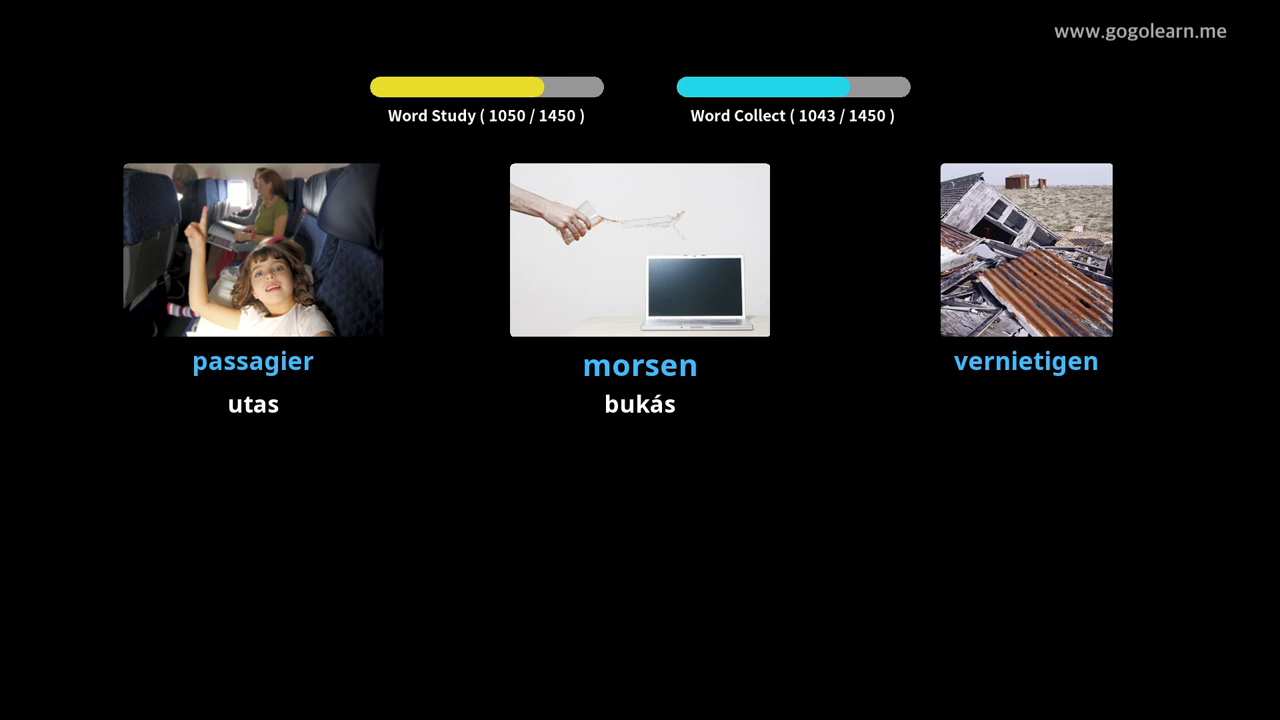 www.gogolearn.me
Word Study ( 1050 / 1450 )
Word Collect ( 1043 / 1450 )
passagier
morsen
vernietigen
utas
bukás